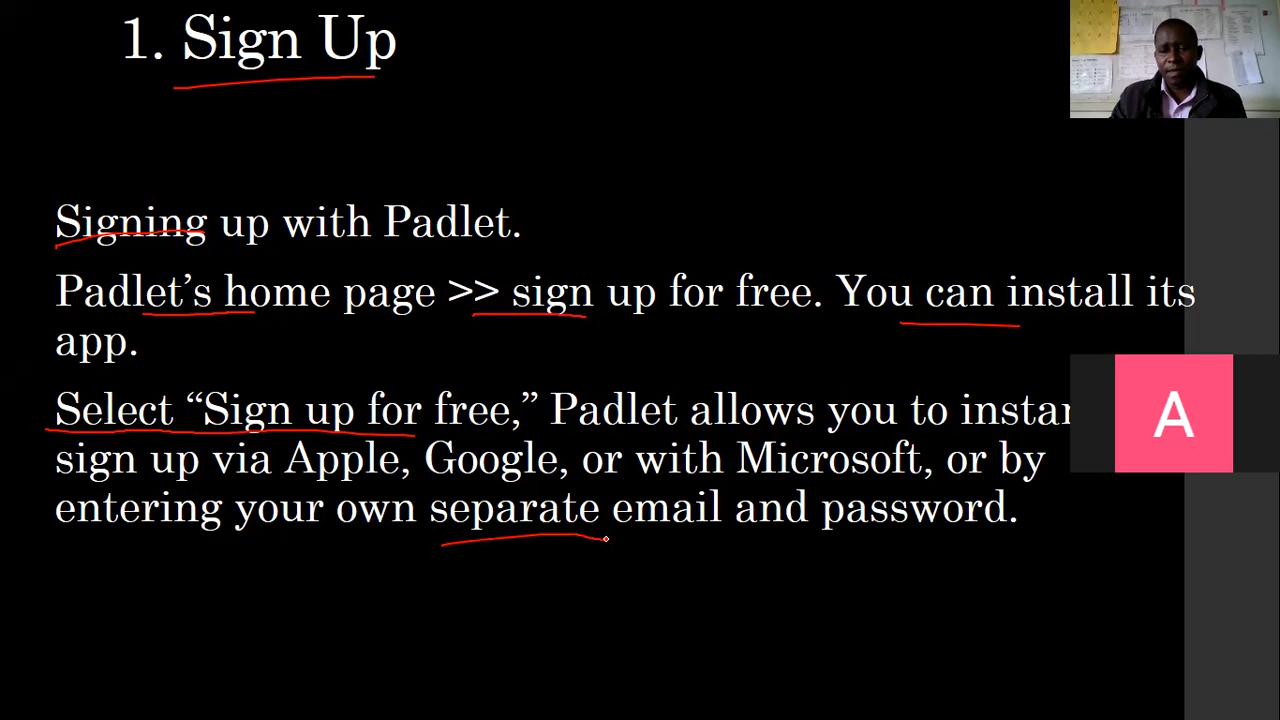 1. Sign Up
Signing up with Padlet.
Padlet’s home page >> sign up for free. You can install its
app.
Select “Sign up for free,” Padlet allows you to
sign up via Apple, Google, or with Microsoft, or by
entering your own separate email and password.
A